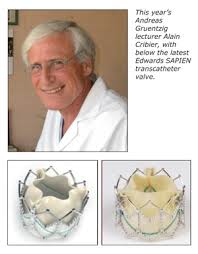 This year's
Andreas
Gruentzig
lecturer Alain
Cribier, with
below the latest
Edwards SAPIEN
transcatheter
valve.